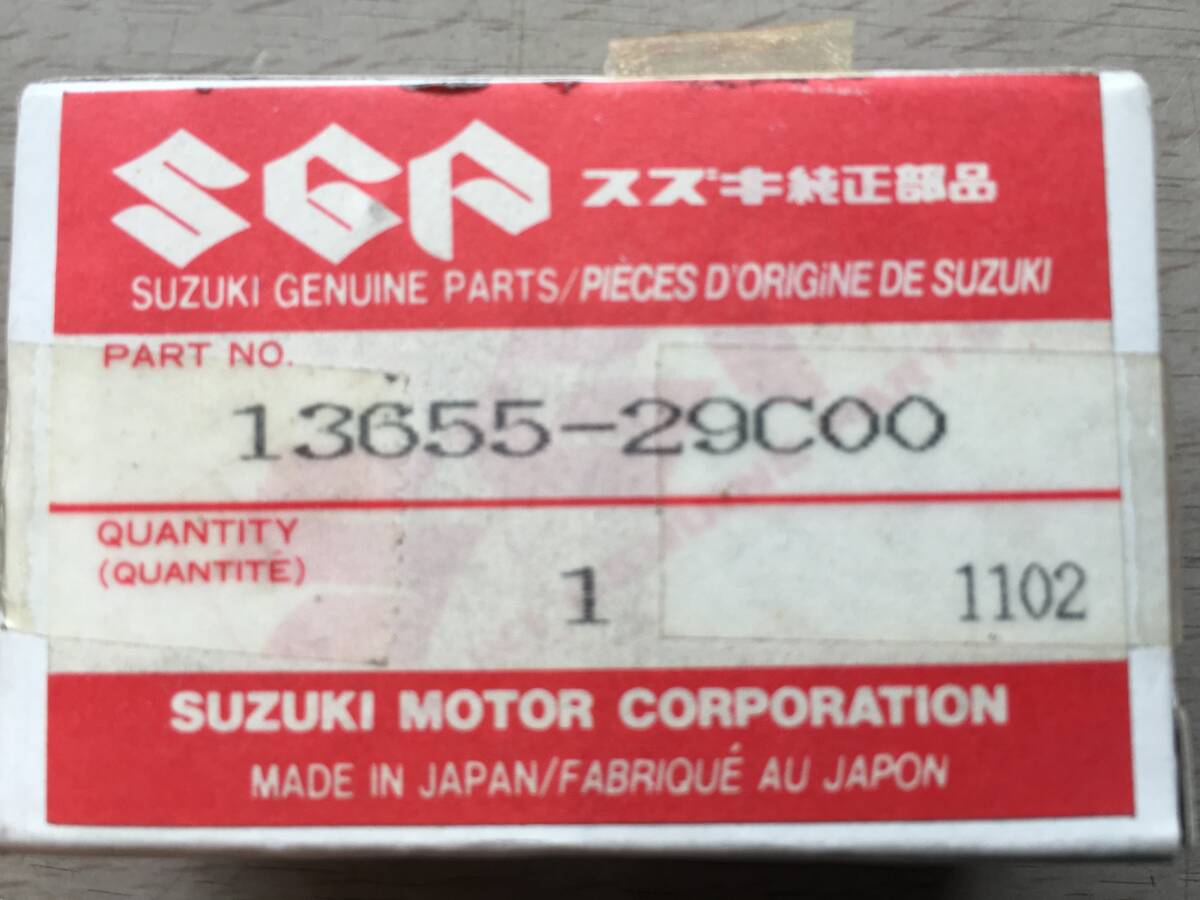 SGP スズキ純正部品
SUZUKI GENUINE PARTS/PIÈCES D'ORIGiNE DE SUZUKI
PART NO.
13655-29C00
QUANTITY
(QUANTITÉ)
1 1102
SUZUKI MOTOR CORPORATION
MADE IN JAPAN/FABRIQUÉ AU JAPON